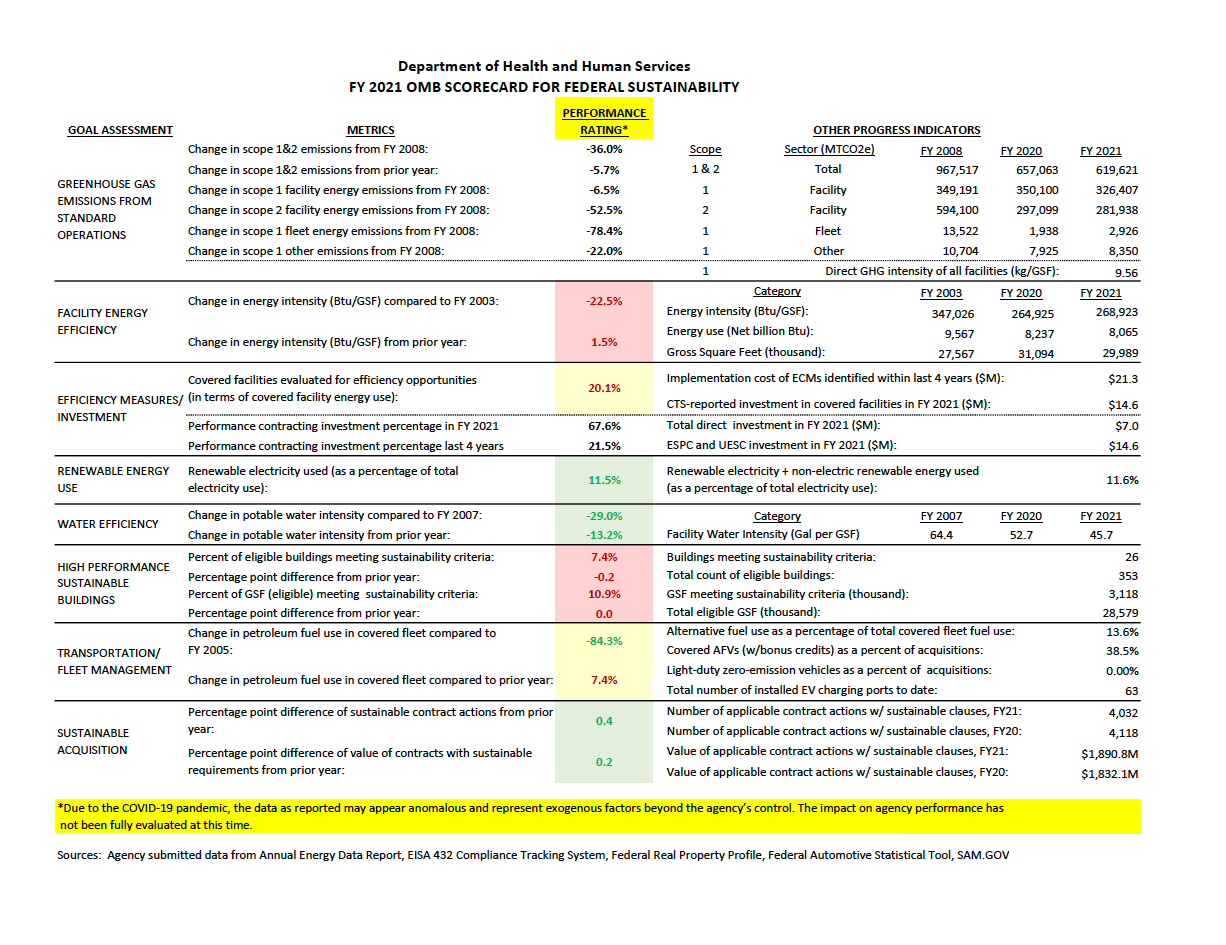 Department of Health and Human Services
FY 2021 OMB SCORECARD FOR FEDERAL SUSTAINABILITY
GOAL ASSESSMENT METRICS PERFORMANCE RATING* OTHER PROGRESS INDICATORS
GREENHOUSE GAS
EMISSIONS FROM
STANDARD
OPERATIONS
Change in scope 1&2 emissions from FY 2008: -36.0% Scope Sector (MTCO2e) FY 2008 FY 2020 FY 2021
Change in scope 1&2 emissions from prior year: -5.7% 1 & 2 Total 967,517 657,063 619,621
Change in scope 1 facility energy emissions from FY 2008: -6.5% 1 Facility 349,191 350,100 326,407
Change in scope 2 facility energy emissions from FY 2008: -52.5% 2 Facility 594,100 297,099 281,938
Change in scope 1 fleet energy emissions from FY 2008: -78.4% 1 Fleet 13,522 1,938 2,926
Change in scope 1 other emissions from FY 2008: -22.0% 1 Other 10,704 7,925 8,350
1 Direct GHG intensity of all facilities (kg/GSF): 9.56
FACILITY ENERGY
EFFICIENCY
Change in energy intensity (Btu/GSF) compared to FY 2003: -22.5%
Change in energy intensity (Btu/GSF) from prior year: 1.5%
Category FY 2003 FY 2020 FY 2021
Energy intensity (Btu/GSF): 347,026 264,925 268,923
Energy use (Net billion Btu): 9,567 8,237 8,065
Gross Square Feet (thousand): 27,567 31,094 29,989
EFFICIENCY MEASURES/
INVESTMENT
Covered facilities evaluated for efficiency opportunities
(in terms of covered facility energy use): 20.1%
Implementation cost of ECMs identified within last 4 years ($M): $21.3
CTS-reported investment in covered facilities in FY 2021 ($M): $14.6
Performance contracting investment percentage in FY 2021 67.6% Total direct investment in FY 2021 ($M): $7.0
Performance contracting investment percentage last 4 years 21.5% ESPC and UESC investment in FY 2021 ($M): $14.6
RENEWABLE ENERGY
USE
Renewable electricity used (as a percentage of total
electricity use): 11.5%
Renewable electricity + non-electric renewable energy used
(as a percentage of total electricity use): 11.6%
WATER EFFICIENCY
Change in potable water intensity compared to FY 2007: -29.0% Category FY 2007 FY 2020 FY 2021
Change in potable water intensity from prior year: -13.2% Facility Water Intensity (Gal per GSF) 64.4 52.7 45.7
HIGH PERFORMANCE
SUSTAINABLE
BUILDINGS
Percent of eligible buildings meeting sustainability criteria: 7.4% Buildings meeting sustainability criteria: 26
Percentage point difference from prior year: -0.2 Total count of eligible buildings: 353
Percent of GSF (eligible) meeting sustainability criteria: 10.9% GSF meeting sustainability criteria (thousand): 3,118
Percentage point difference from prior year: 0.0 Total eligible GSF (thousand): 28,579
TRANSPORTATION/
FLEET MANAGEMENT
Change in petroleum fuel use in covered fleet compared to
FY 2005: -84.3%
Change in petroleum fuel use in covered fleet compared to prior year: 7.4%
Alternative fuel use as a percentage of total covered fleet fuel use: 13.6%
Covered AFVs (w/bonus credits) as a percent of acquisitions: 38.5%
Light-duty zero-emission vehicles as a percent of acquisitions: 0.00%
Total number of installed EV charging ports to date: 63
SUSTAINABLE
ACQUISITION
Percentage point difference of sustainable contract actions from prior
year: 0.4
Percentage point difference of value of contracts with sustainable
requirements from prior year: 0.2
Number of applicable contract actions w/ sustainable clauses, FY21: 4,032
Number of applicable contract actions w/ sustainable clauses, FY20: 4,118
Value of applicable contract actions w/ sustainable clauses, FY21: $1,890.8M
Value of applicable contract actions w/ sustainable clauses, FY20: $1,832.1M
*Due to the COVID-19 pandemic, the data as reported may appear anomalous and represent exogenous factors beyond the agency's control. The impact on agency performance has
not been fully evaluated at this time.
Sources: Agency submitted data from Annual Energy Data Report, EISA 432 Compliance Tracking System, Federal Real Property Profile, Federal Automotive Statistical Tool, SAM.GOV